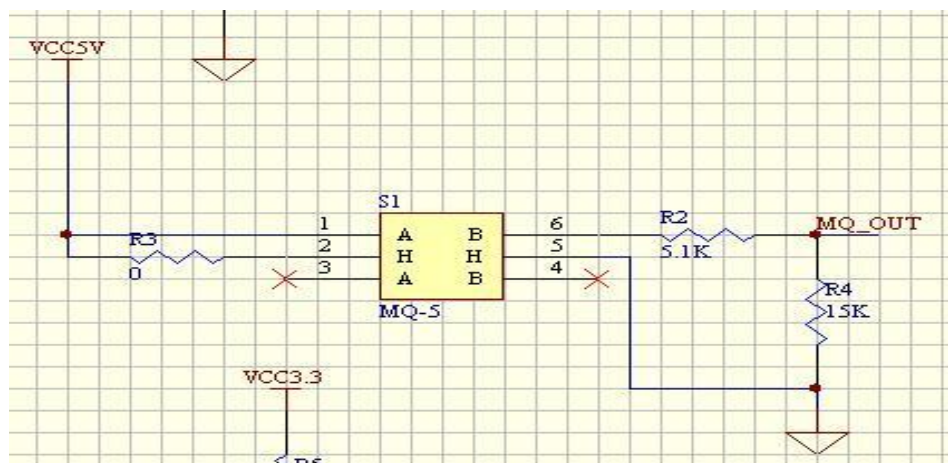 VCC5V
S1
1
2
3
A
H
A
B
H
B
6
5
4
MQ-5
R3
0
R2
5.1K
MQ_OUT
R4
15K
VCC3.3